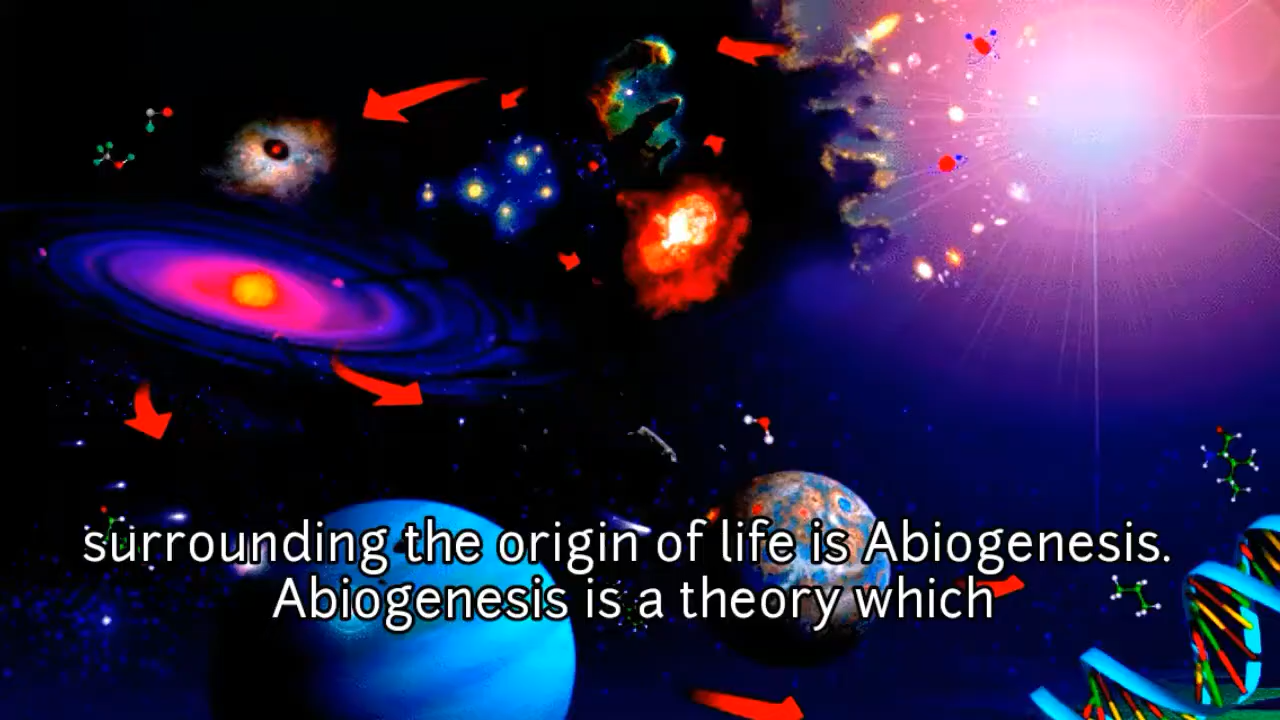 surrounding the origin of life is Abiogenesis.
Abiogenesis is a theory which